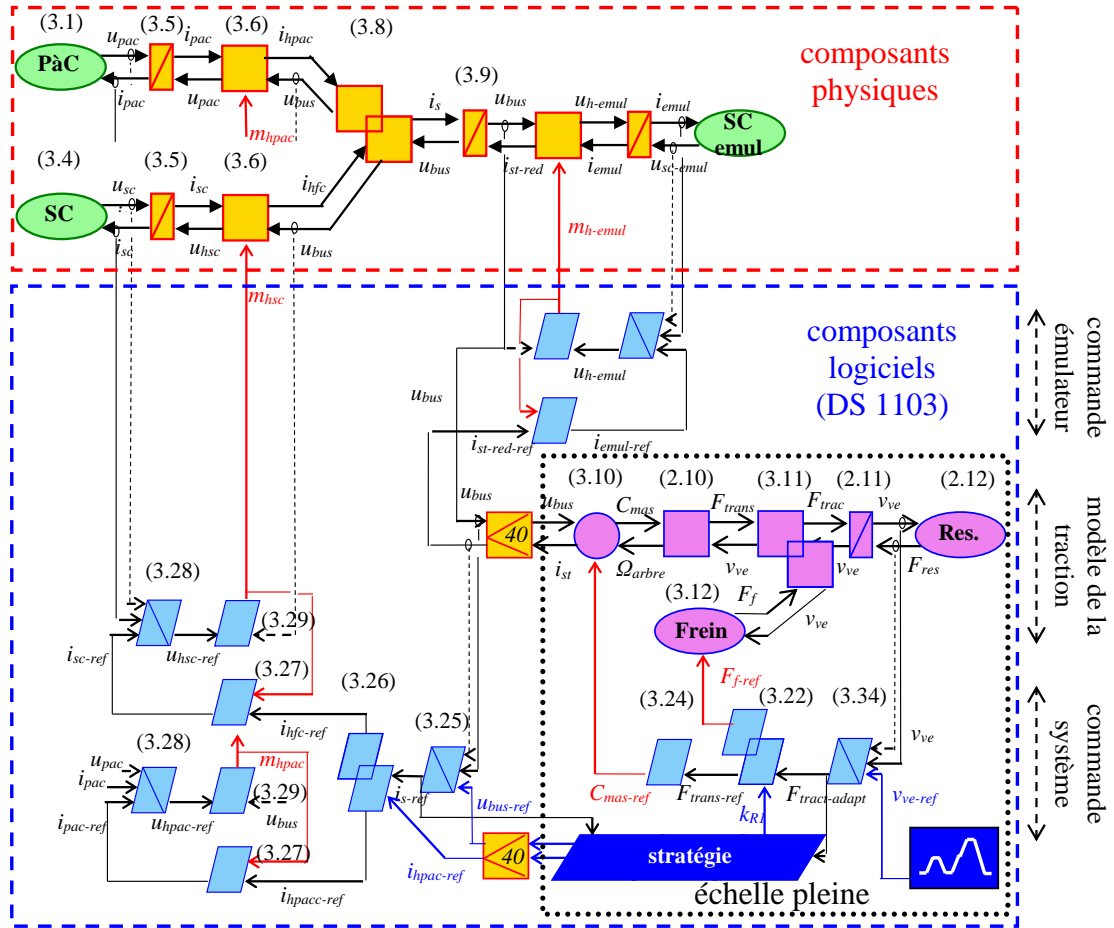 (3.1)
(3.5)
(3.6)
(3.8)
u_pac
i_pac
i_hpac
PàC
i_pac
u_pac
u_bus
m_hpac
(3.9)
i_s
u_bus
u_h-emul
i_emul
SC
emul
u_bus
i_st-red
i_emul
u_sc-emul
composants
physiques
(3.4)
(3.5)
(3.6)
u_sc
i_sc
i_hfc
SC
i_sc
u_hsc
u_bus
m_h-emul
m_hsc
composants
logiciels
(DS 1103)
commande
émulateur
u_h-emul
u_bus
i_st-red-ref
i_emul-ref
(3.10)
(2.10)
(3.11)
(2.11)
(2.12)
u_bus
u_bus
C_mas
F_trans
F_trac
v_ve
40
Res.
i_st
Ω_arbre
v_ve
v_ve
F_res
modèle de la
traction
(3.12)
F_f
v_ve
Frein
F_f-ref
(3.28)
(3.29)
i_sc-ref
u_hsc-ref
(3.27)
(3.26)
(3.25)
(3.24)
(3.22)
(3.34)
i_hfc-ref
v_ve
commande
système
(3.28)
u_pac
i_pac
m_hpac
(3.29)
i_pac-ref
u_hpac-ref
u_bus
i_s-ref
u_bus-ref
C_mas-ref
F_trans-ref
F_tract-adapt
v_ve-ref
k_R1
(3.27)
40
stratégie
i_hpac-ref
i_hpacc-ref
échelle pleine